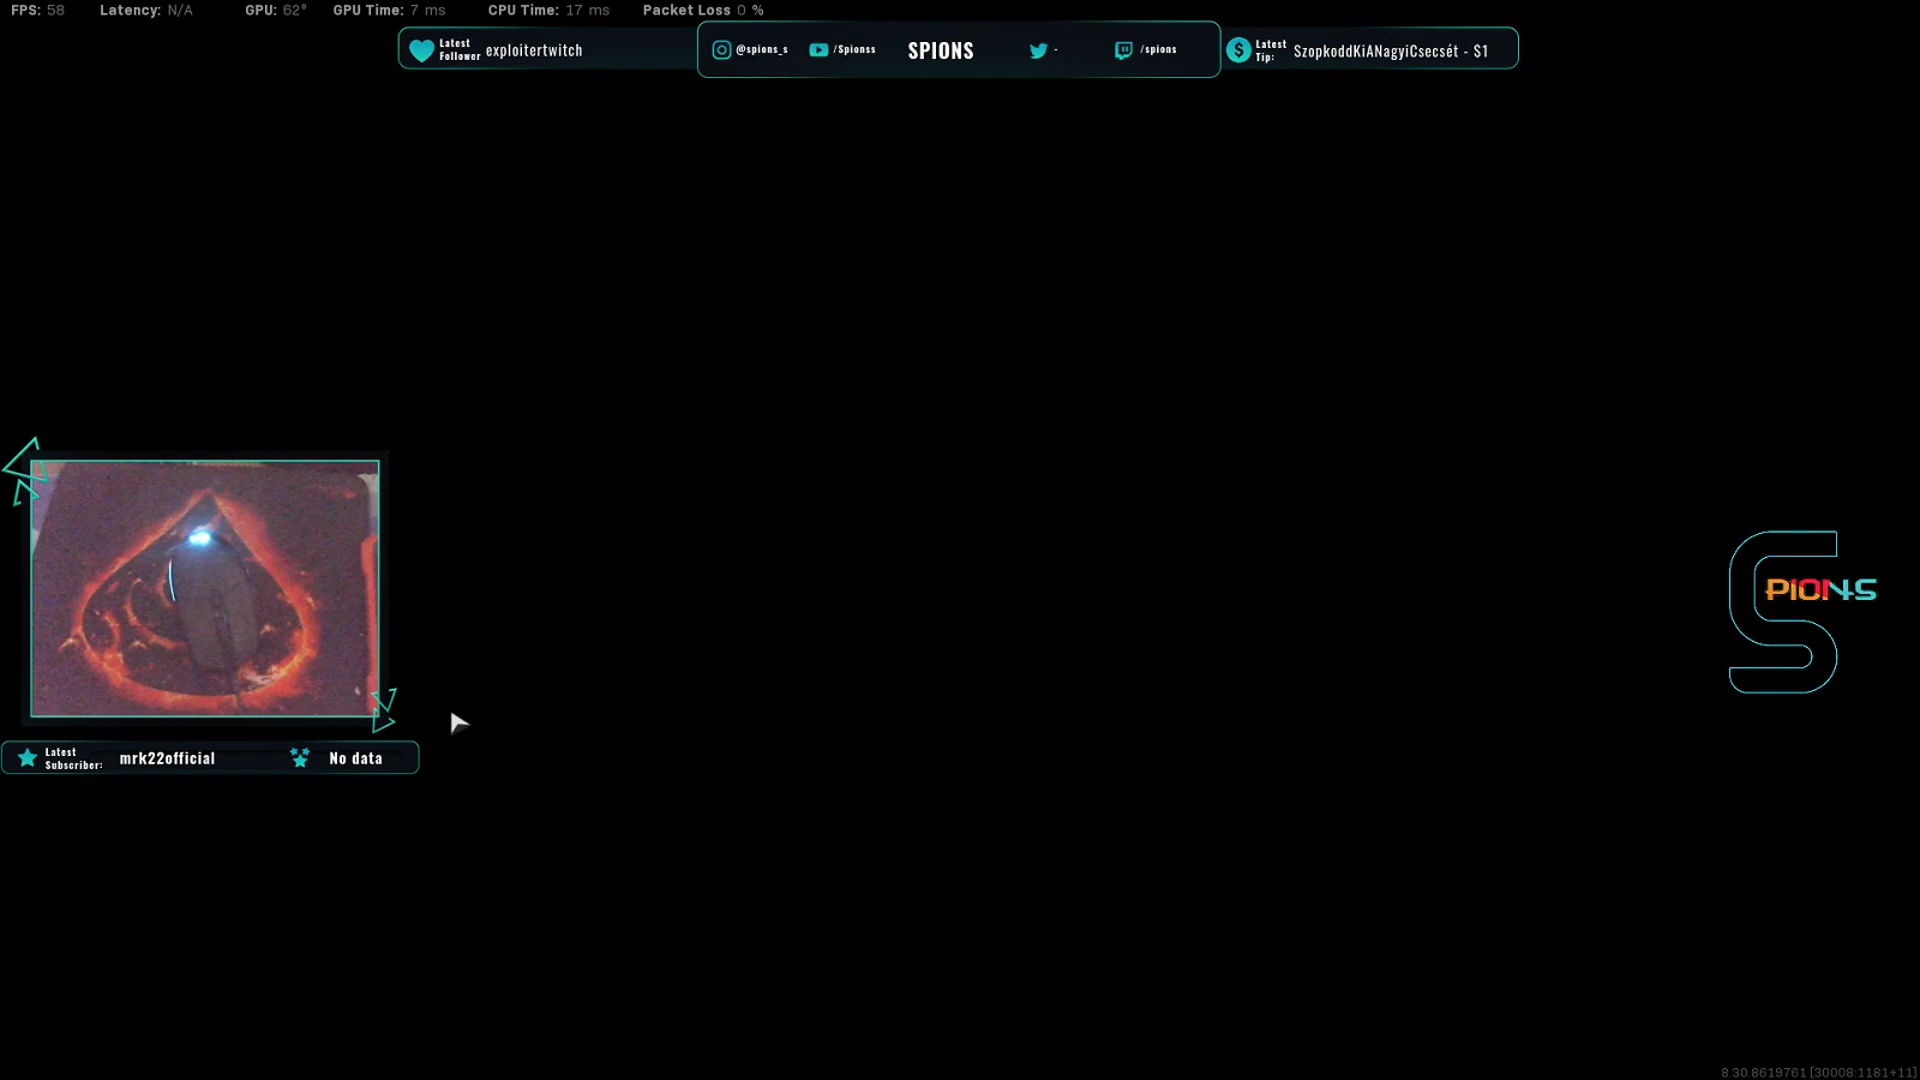 FPS: 58 Latency: N/A GPU: 62° GPU Time: 7 ms CPU Time: 17 ms Packet Loss 0 %
Latest Follower exploitertwitch
@spions_s /Spionss SPIONS - /spions
Latest Tip: SzopkoddKiANagyiCsecsét - $1
PIONS
Latest Subscriber: mrk22official No data
8.30 8619761 [30008:1181+11]